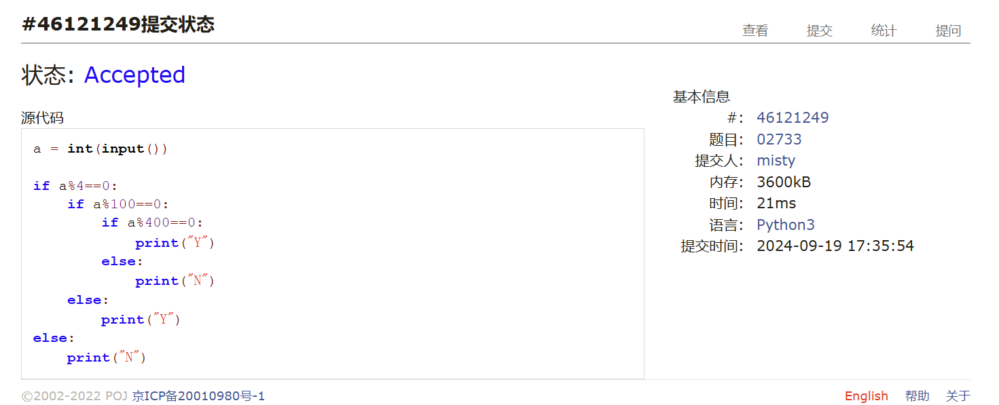 #46121249提交状态
查看 提交 统计 提问
状态: Accepted
源代码
a = int(input())

if a%4==0:
    if a%100==0:
        if a%400==0:
            print("Y")
        else:
            print("N")
    else:
        print("Y")
else:
    print("N")
基本信息
#: 46121249
题目: 02733
提交人: misty
内存: 3600kB
时间: 21ms
语言: Python3
提交时间: 2024-09-19 17:35:54
©2002-2022 POJ 京ICP备20010980号-1
English 帮助 关于